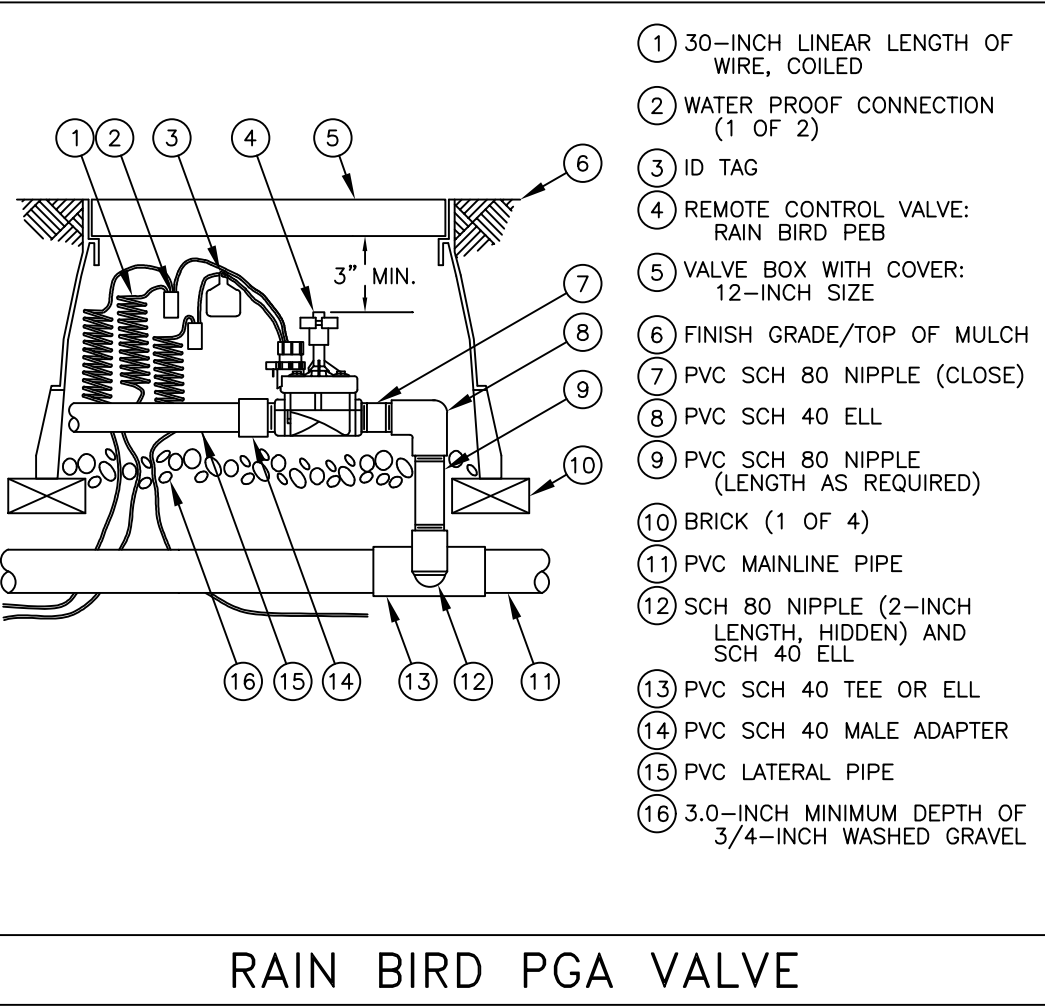 1 30-INCH LINEAR LENGTH OF
WIRE, COILED
2 WATER PROOF CONNECTION
(1 OF 2)
3 ID TAG
4 REMOTE CONTROL VALVE:
RAIN BIRD PEB
5 VALVE BOX WITH COVER:
12-INCH SIZE
6 FINISH GRADE/TOP OF MULCH
7 PVC SCH 80 NIPPLE (CLOSE)
8 PVC SCH 40 ELL
9 PVC SCH 80 NIPPLE
(LENGTH AS REQUIRED)
10 BRICK (1 OF 4)
11 PVC MAINLINE PIPE
12 SCH 80 NIPPLE (2-INCH
LENGTH, HIDDEN) AND
SCH 40 ELL
13 PVC SCH 40 TEE OR ELL
14 PVC SCH 40 MALE ADAPTER
15 PVC LATERAL PIPE
16 3.0-INCH MINIMUM DEPTH OF
3/4-INCH WASHED GRAVEL
1 2 3 4 5
6
3" MIN.
7
8
9
10
16 15 14 13 12 11
RAIN BIRD PGA VALVE